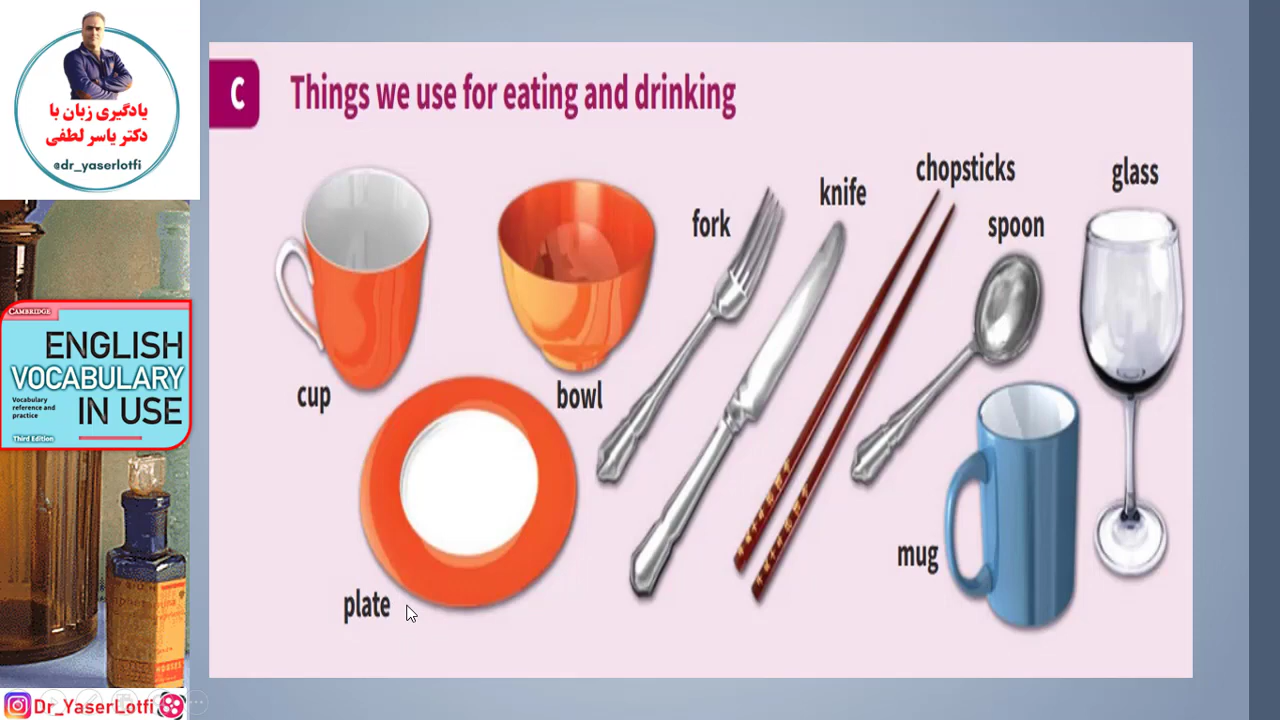 یادگیری زبان با
دکتر یاسر لطفی
@dr_yaserlotfi
CAMBRIDGE
ENGLISH
VOCABULARY
IN USE
Vocabulary
reference and
practice
Third Edition
Dr_YaserLotfi
C
Things we use for eating and drinking
cup
bowl
fork
knife
chopsticks
spoon
glass
plate
mug